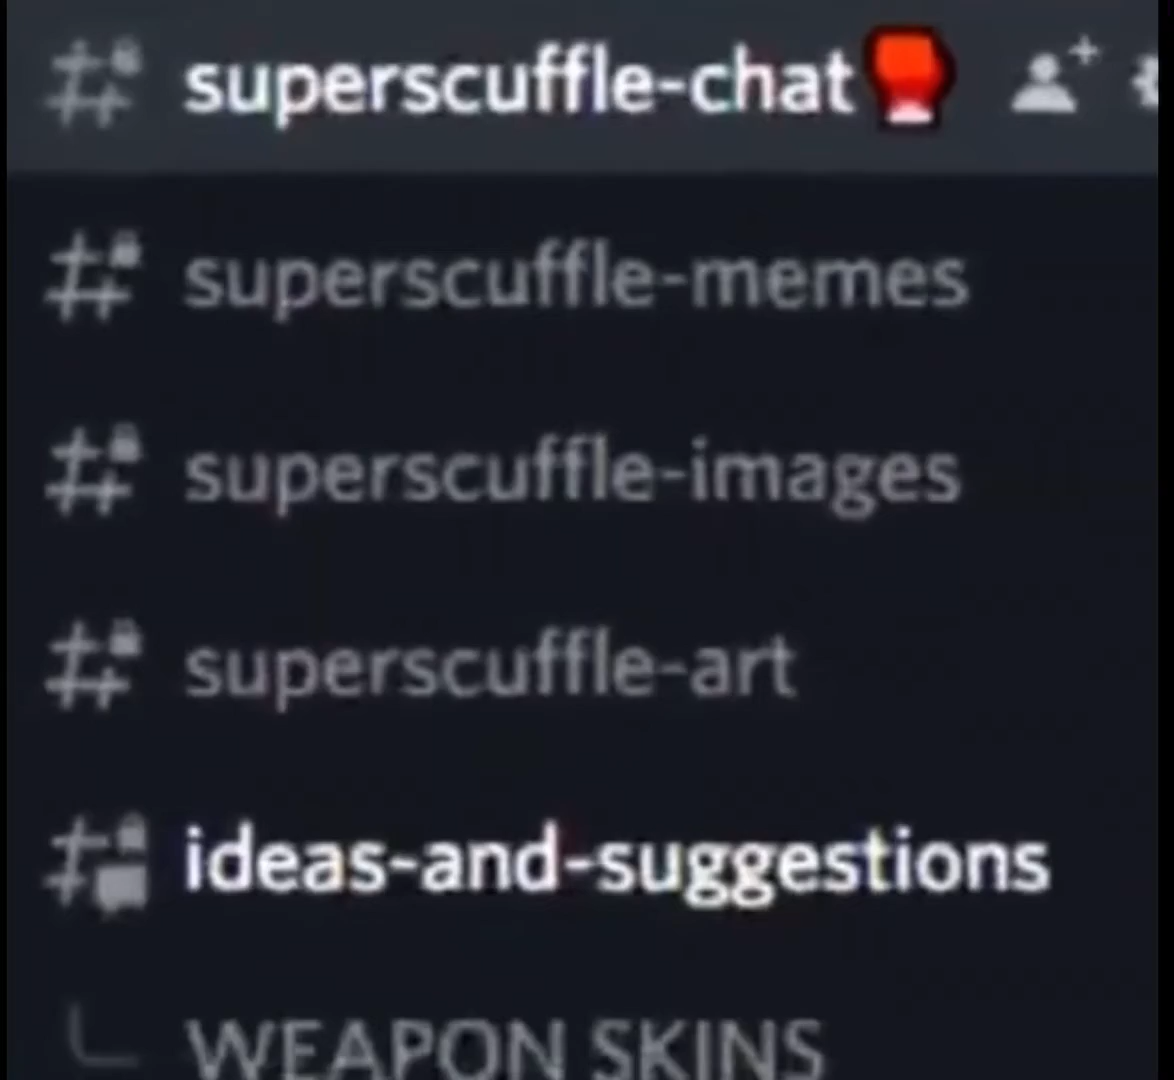 superscuffle-chat🥊
superscuffle-memes
superscuffle-images
superscuffle-art
ideas-and-suggestions
WEAPON SKINS